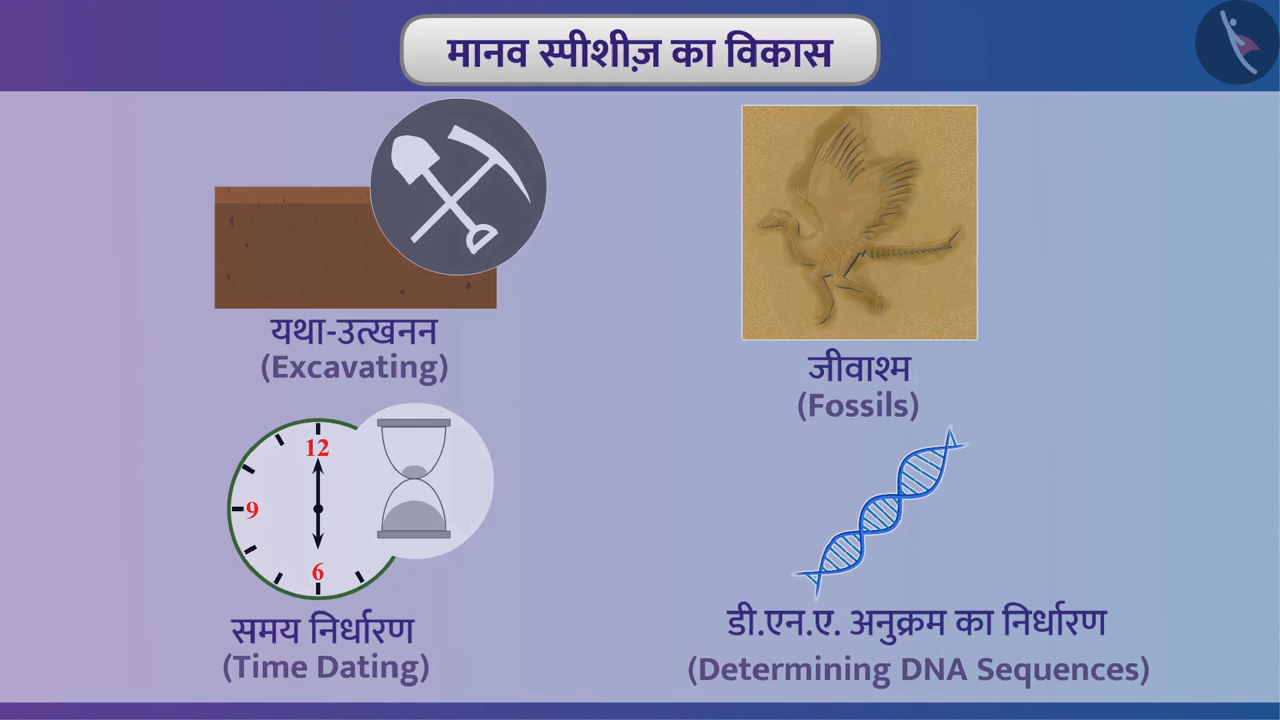 मानव स्पीशीज़ का विकास
यथा-उत्खनन
(Excavating)
जीवाश्म
(Fossils)
12
9
6
समय निर्धारण
(Time Dating)
डी.एन.ए. अनुक्रम का निर्धारण
(Determining DNA Sequences)